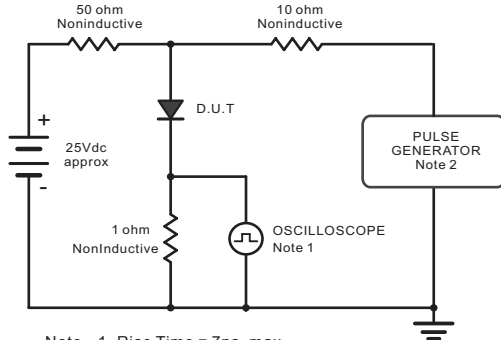 50 ohm
Noninductive
10 ohm
Noninductive
D.U.T
+
25Vdc
approx
-
PULSE
GENERATOR
Note 2
1 ohm
NonInductive
OSCILLOSCOPE
Note 1